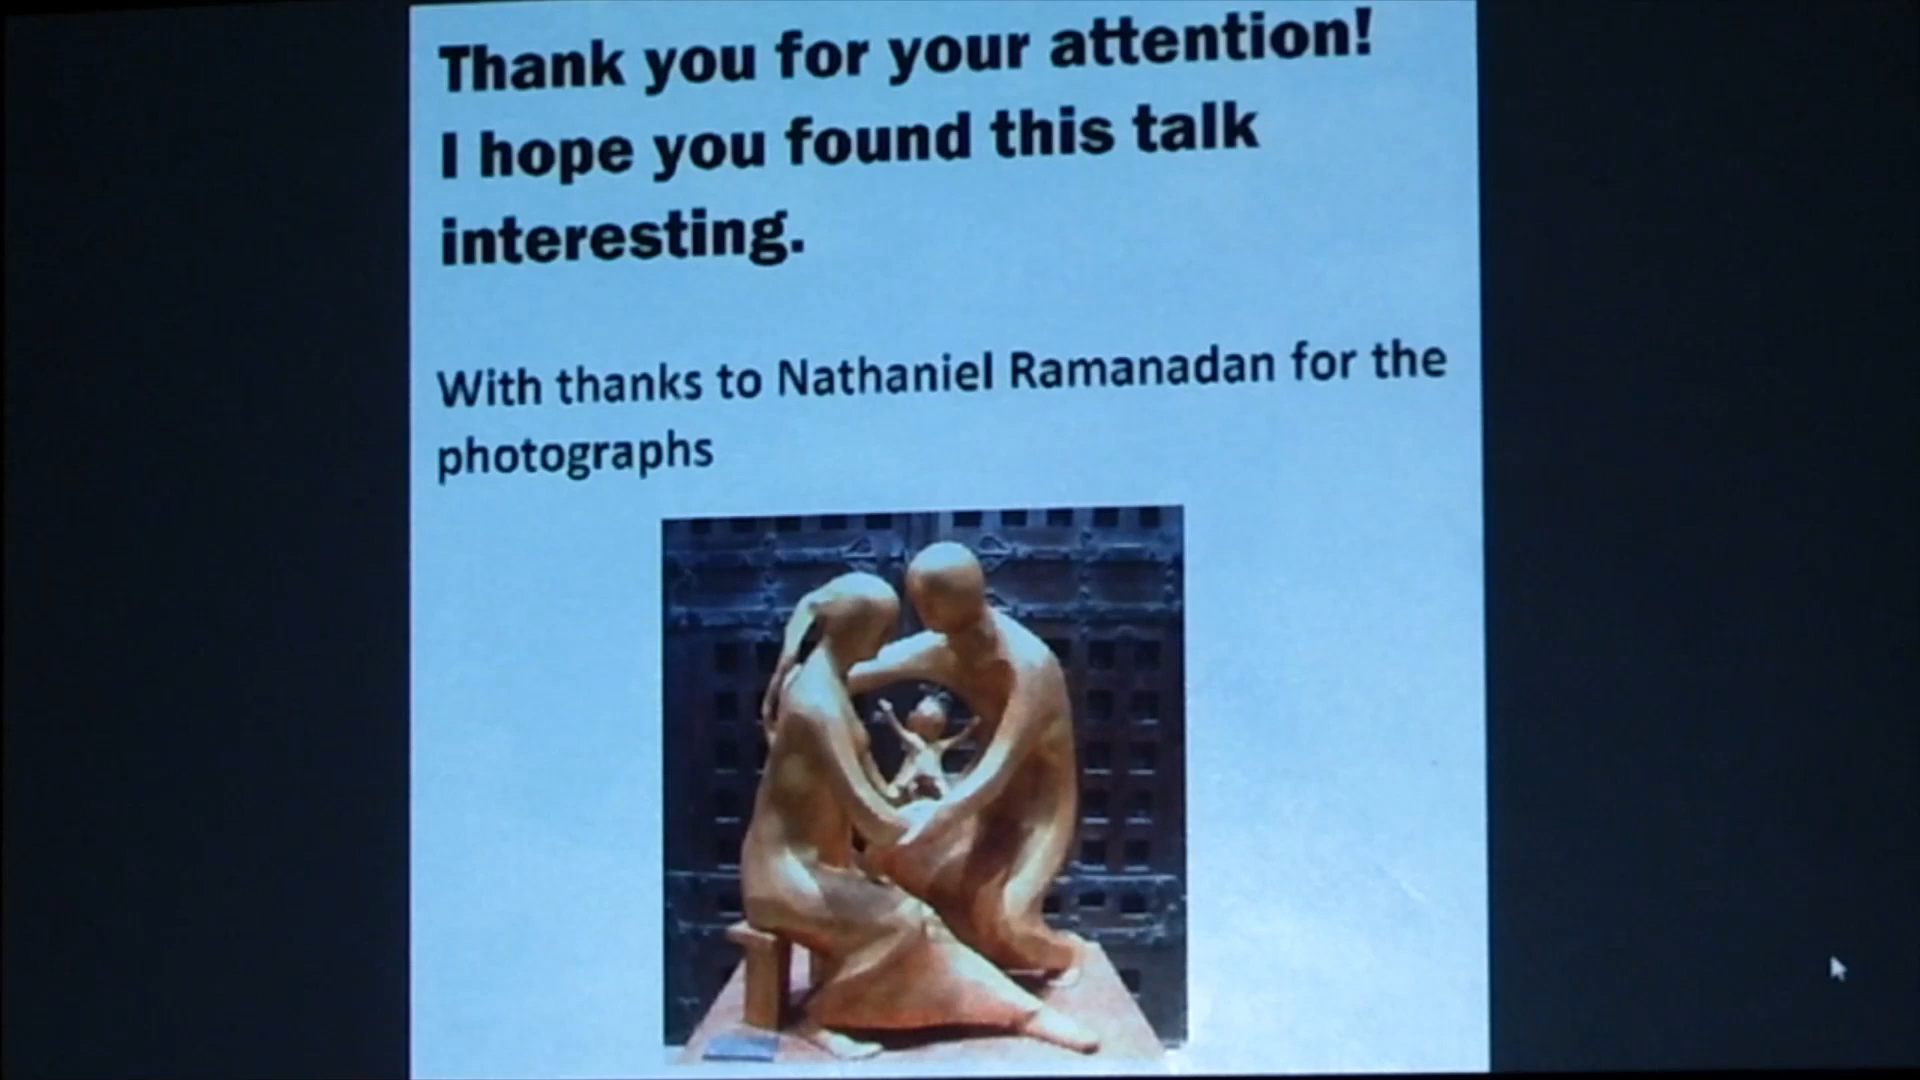 Thank you for your attention!
I hope you found this talk
interesting.
With thanks to Nathaniel Ramanadan for the
photographs